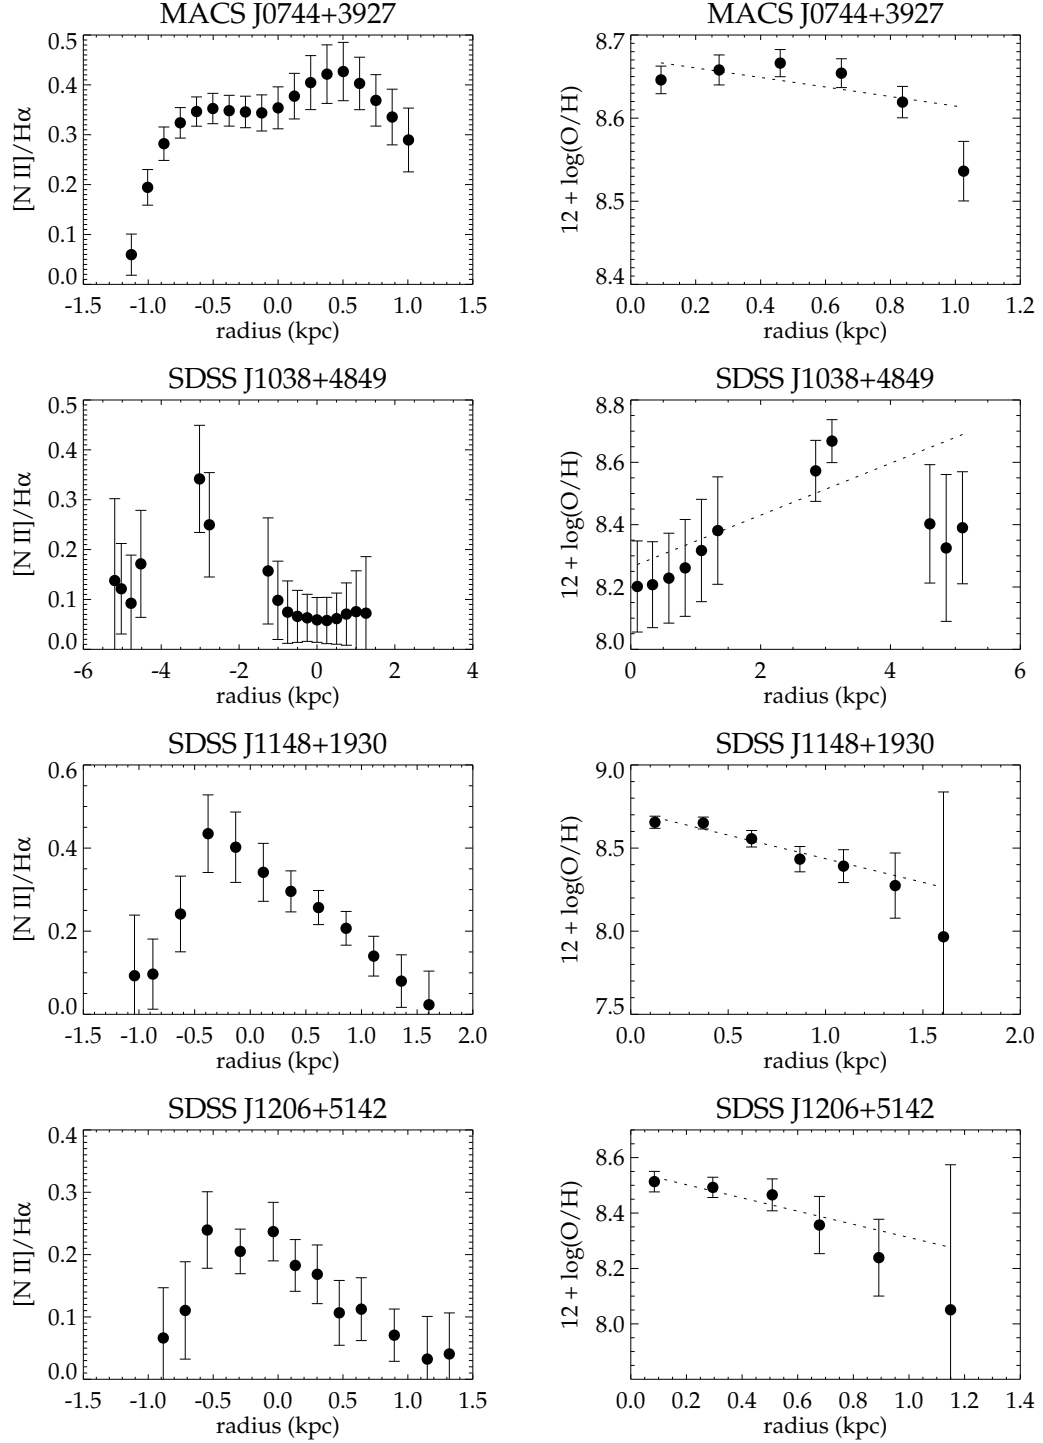 MACS J0744+3927
0.5
0.4
0.3
0.2
0.1
0.0
[N II]/Hα
-1.5 -1.0 -0.5 0.0 0.5 1.0 1.5
radius (kpc)
MACS J0744+3927
8.7
8.6
8.5
8.4
12 + log(O/H)
0.0 0.2 0.4 0.6 0.8 1.0 1.2
radius (kpc)
SDSS J1038+4849
0.5
0.4
0.3
0.2
0.1
0.0
[N II]/Hα
-6 -4 -2 0 2 4
radius (kpc)
SDSS J1038+4849
8.8
8.6
8.4
8.2
8.0
12 + log(O/H)
0 2 4 6
radius (kpc)
SDSS J1148+1930
0.6
0.4
0.2
0.0
[N II]/Hα
-1.5 -1.0 -0.5 0.0 0.5 1.0 1.5 2.0
radius (kpc)
SDSS J1148+1930
9.0
8.5
8.0
7.5
12 + log(O/H)
0.0 0.5 1.0 1.5 2.0
radius (kpc)
SDSS J1206+5142
0.4
0.3
0.2
0.1
0.0
[N II]/Hα
-1.5 -1.0 -0.5 0.0 0.5 1.0 1.5
radius (kpc)
SDSS J1206+5142
8.6
8.4
8.2
8.0
12 + log(O/H)
0.0 0.2 0.4 0.6 0.8 1.0 1.2 1.4
radius (kpc)